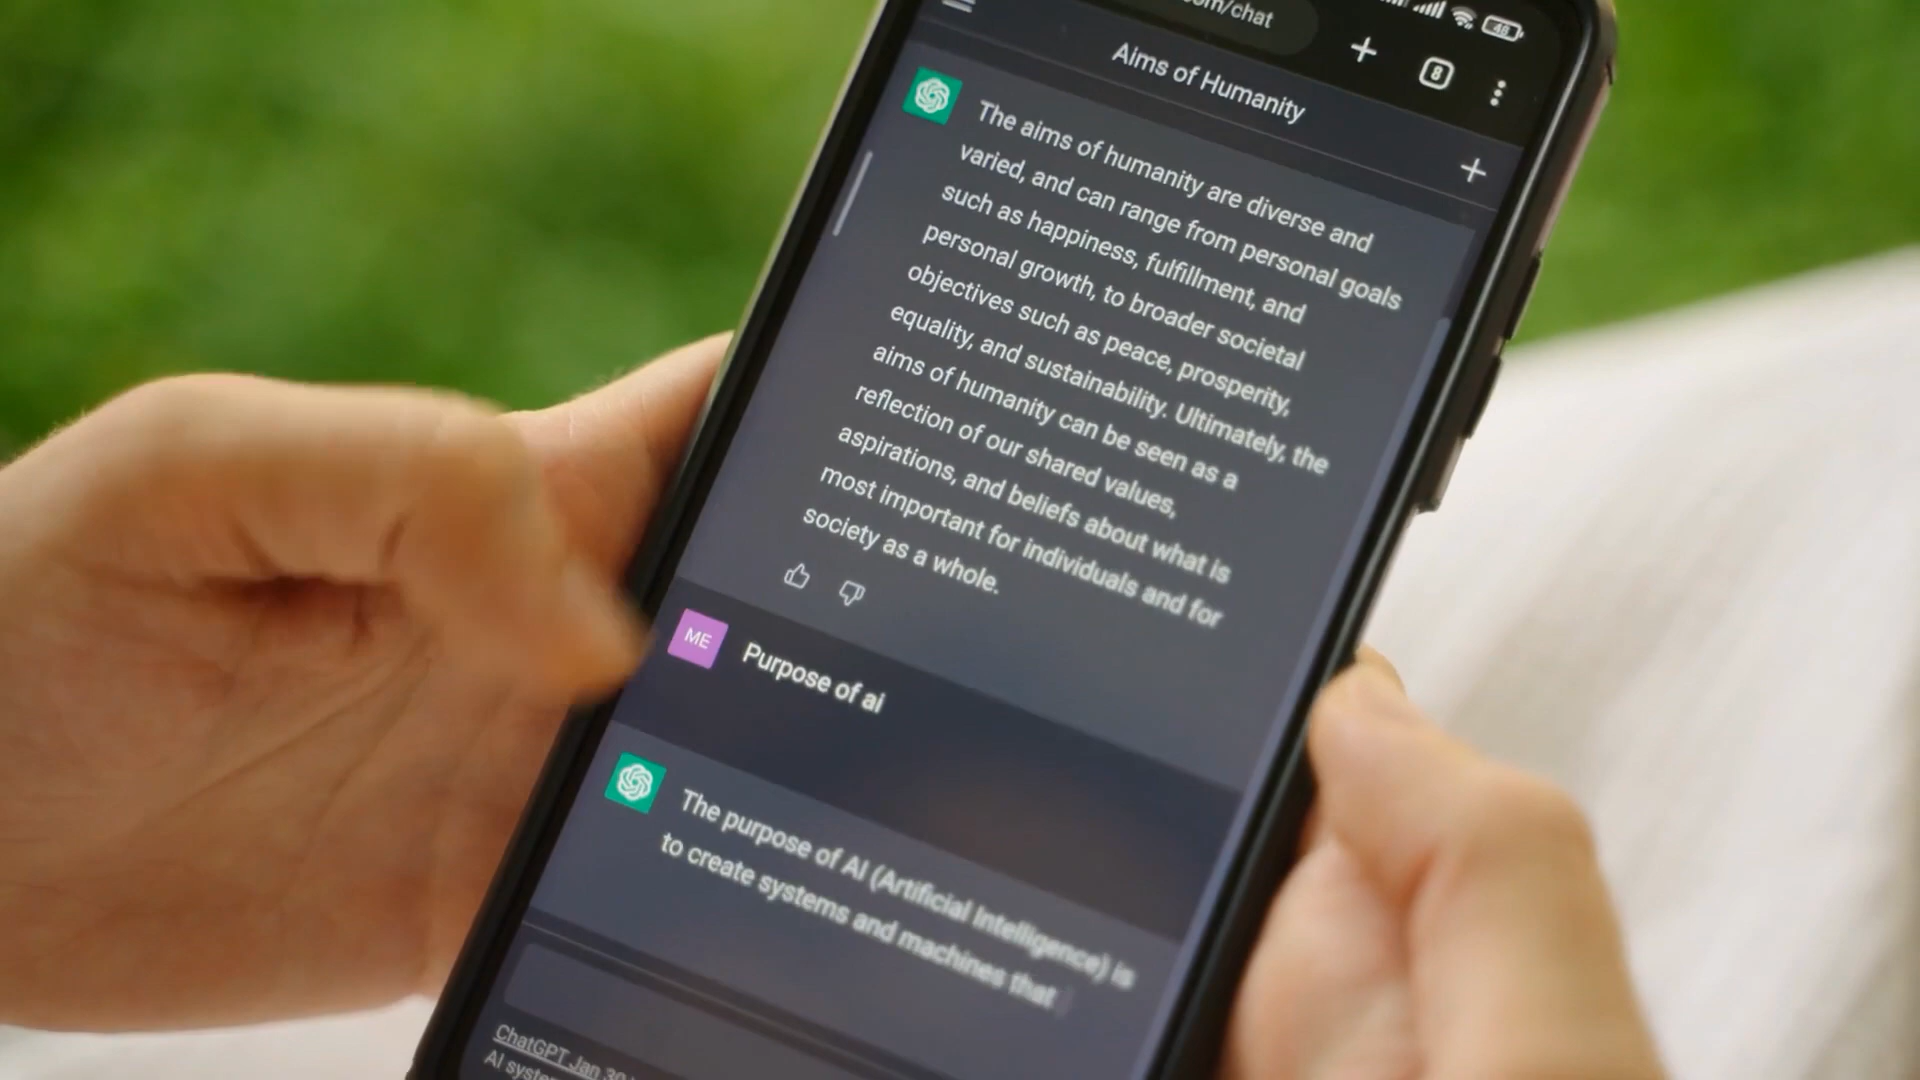 com/chat
48
8
Aims of Humanity
The aims of humanity are diverse and
varied, and can range from personal goals
such as happiness, fulfillment, and
personal growth, to broader societal
objectives such as peace, prosperity,
equality, and sustainability. Ultimately, the
aims of humanity can be seen as a
reflection of our shared values,
aspirations, and beliefs about what is
most important for individuals and for
society as a whole.
ME
Purpose of ai
The purpose of AI (Artificial Intelligence) is
to create systems and machines that
ChatGPT Jan 30
AI